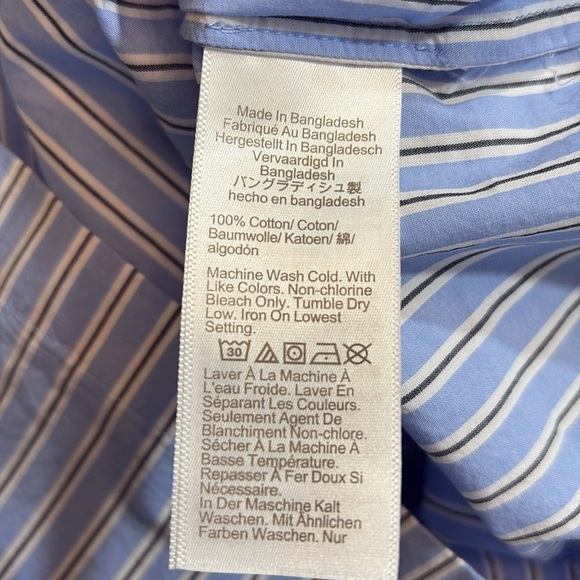 Made In Bangladesh
Fabriqué Au Bangladesh
Hergestellt In Bangladesch
Vervaardigd In
Bangladesh
バングラディシュ製
hecho en bangladesh
100% Cotton/ Coton/
Baumwolle/ Katoen/ 綿/
algodón
Machine Wash Cold. With
Like Colors. Non-chlorine
Bleach Only. Tumble Dry
Low. Iron On Lowest
Setting.
30
Laver À La Machine À
L'eau Froide. Laver En
Séparant Les Couleurs.
Seulement Agent De
Blanchiment Non-chlore.
Sécher À La Machine À
Basse Température.
Repasser À Fer Doux Si
Nécessaire.
In Der Maschine Kalt
Waschen. Mit Ähnlichen
Farben Waschen. Nur